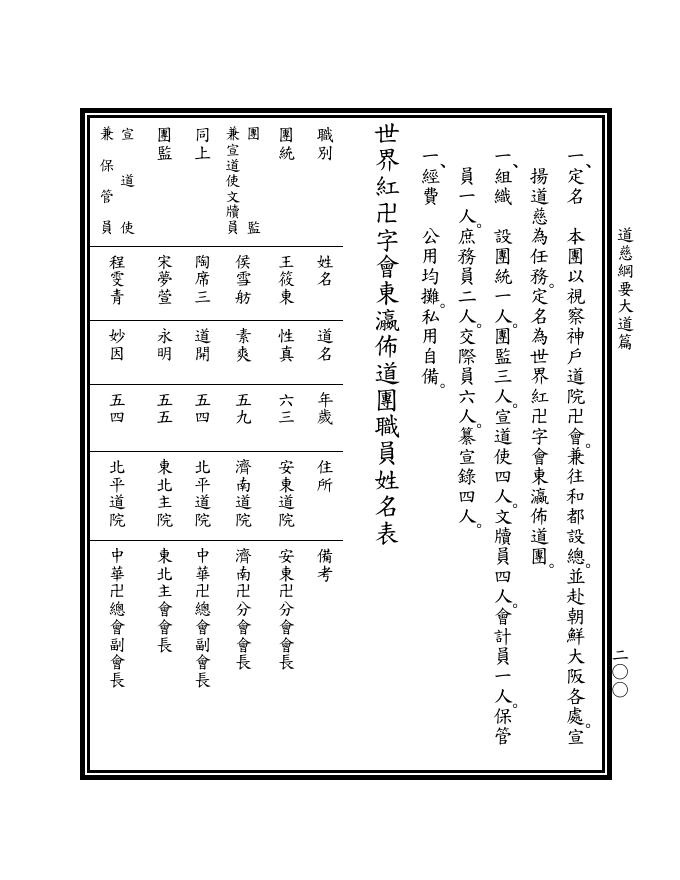 道慈綱要大道篇
二〇〇
一、定名　本團以視察神戶道院卍會。兼往和都設總。並赴朝鮮大阪各處。宣
揚道慈為任務。定名為世界紅卍字會東瀛佈道團。
一、組織　設團統一人。團監三人。宣道使四人。文牘員四人。會計員一人。保管
員一人。庶務員二人。交際員六人。纂宣錄四人。
一、經費　公用均攤。私用自備。
世界紅卍字會東瀛佈道團職員姓名表
職別　姓名　道名　年歲　住所　備考
團統　王筱東　性真　六三　安東道院　安東卍分會會長
團監兼宣道使文牘員　侯雪舫　素爽　五九　濟南道院　濟南卍分會會長
同上　陶席三　道開　五四　北平道院　中華卍總會副會長
團監　宋夢萱　永明　五五　東北主院　東北主會會長
宣道使兼保管員　程雯青　妙因　五四　北平道院　中華卍總會副會長